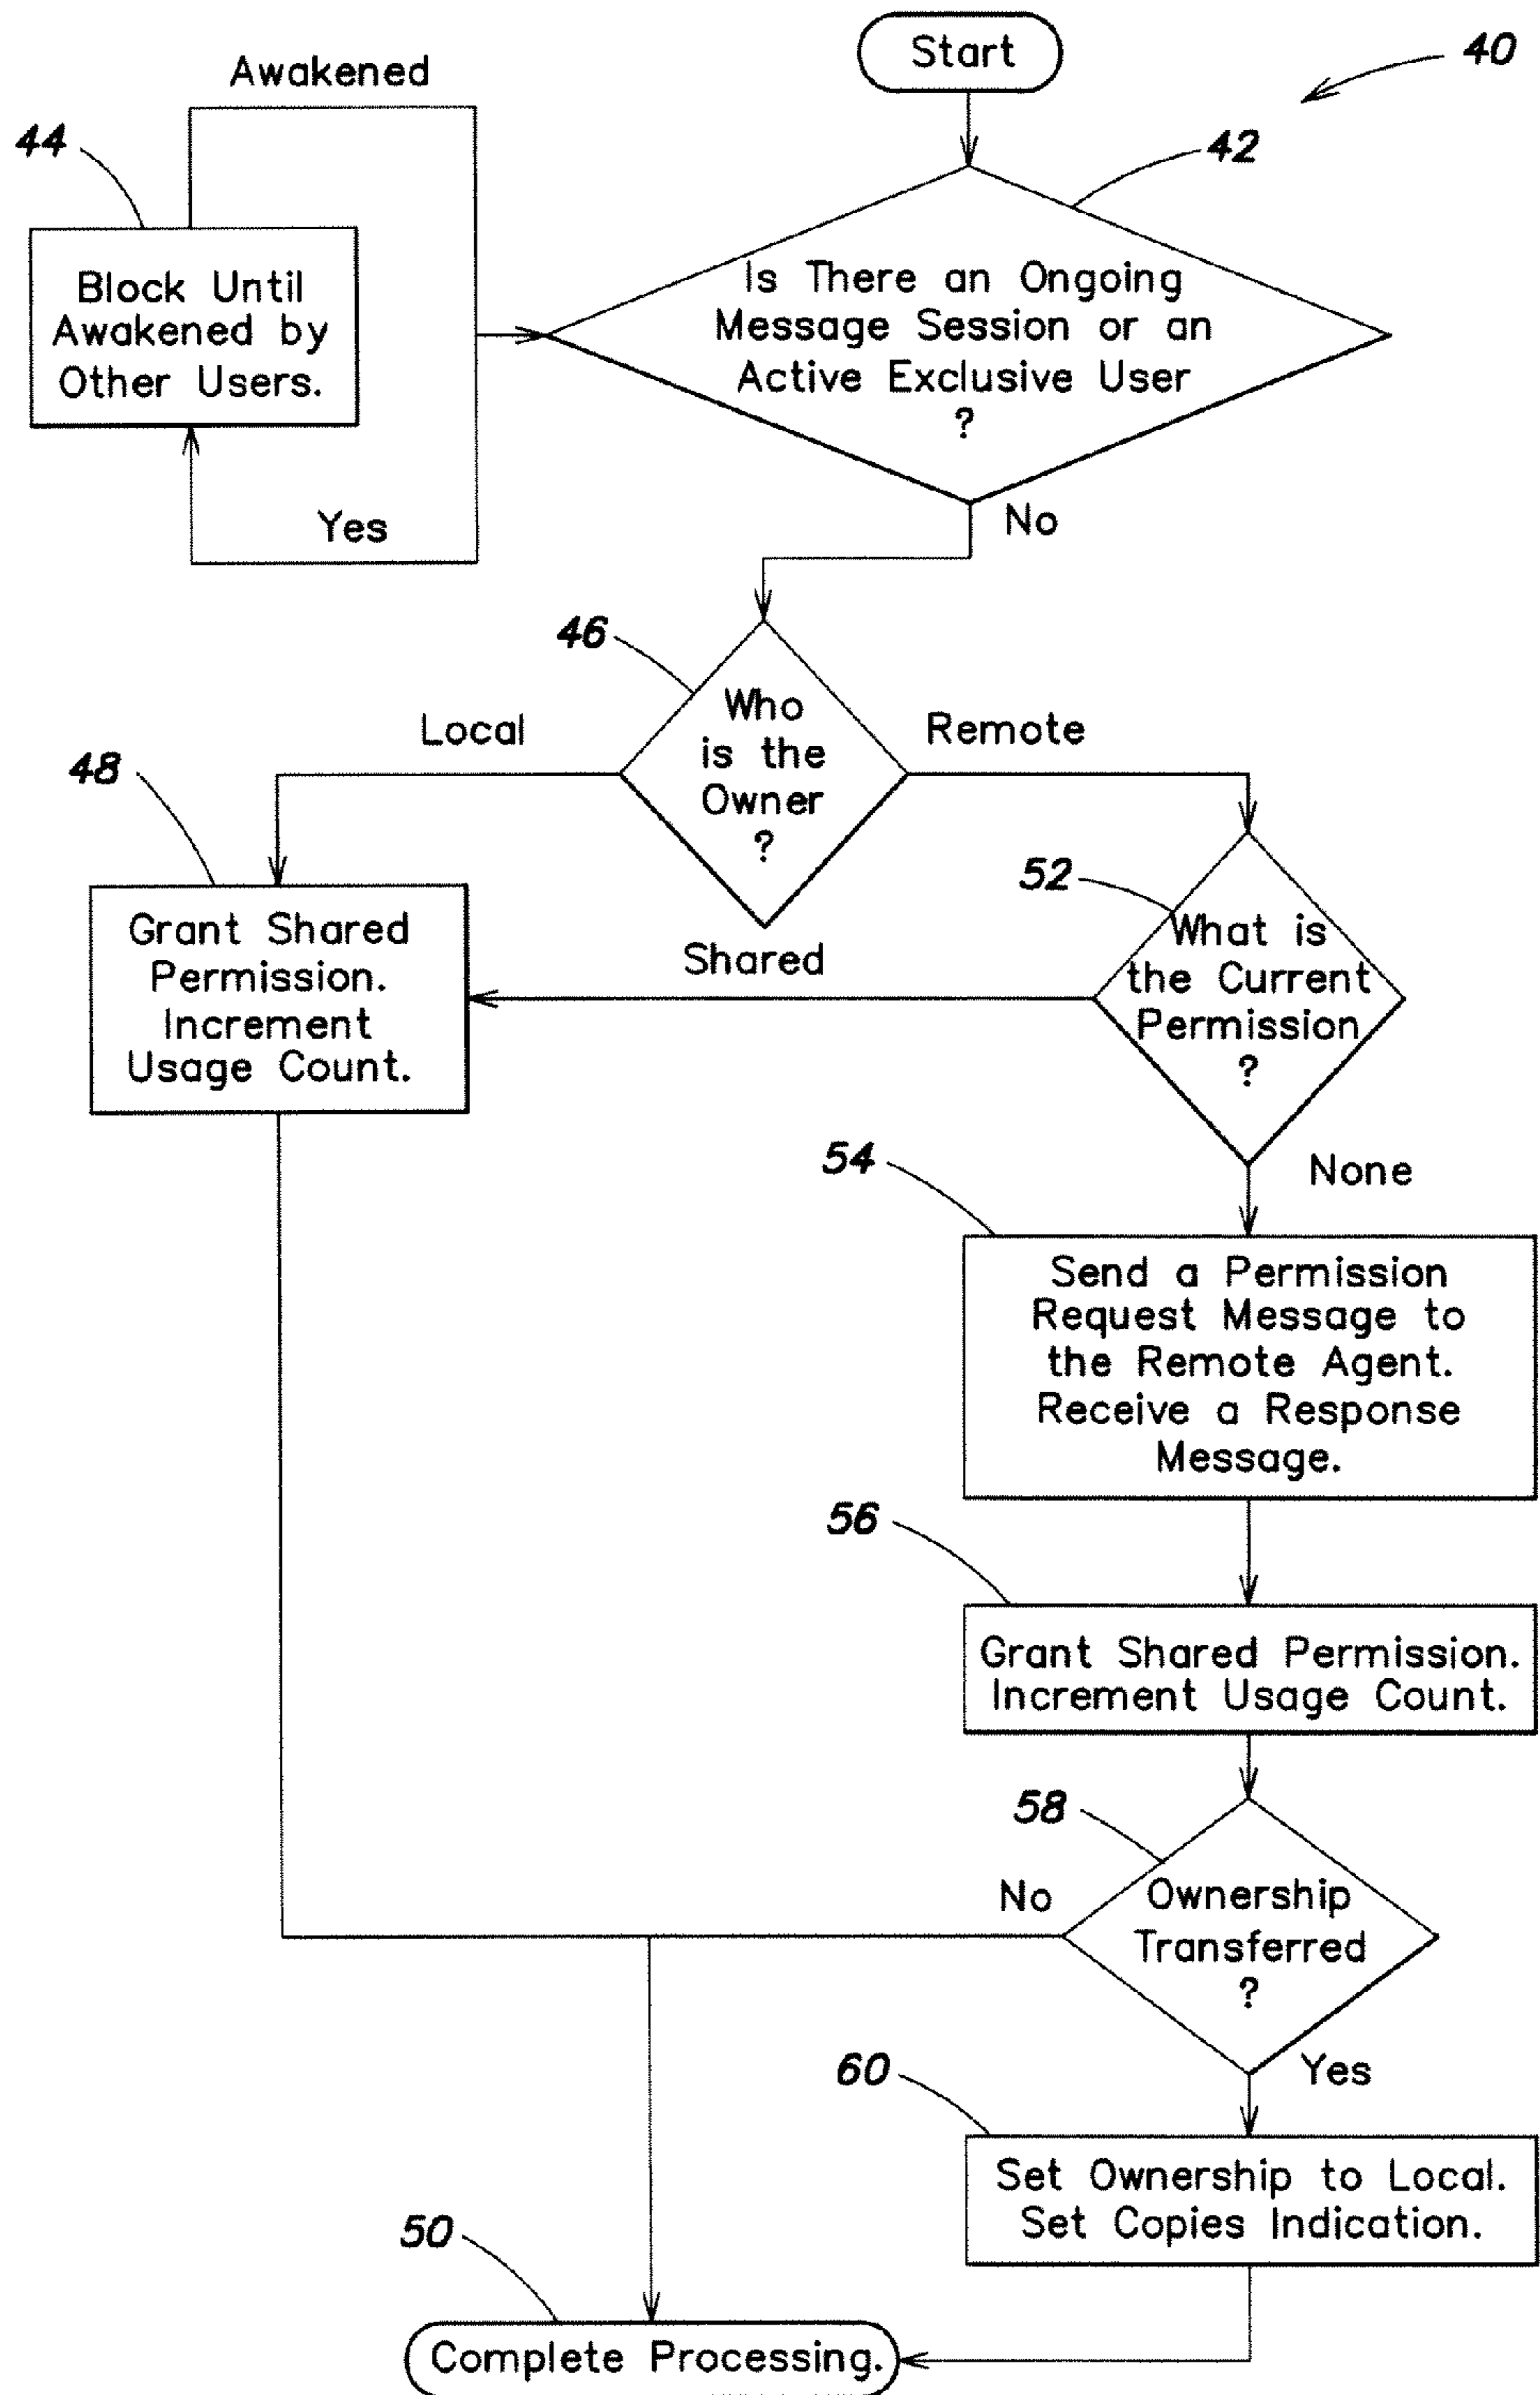 Start
40
Awakened
44
42
Block Until
Awakened by
Other Users.
Is There an Ongoing
Message Session or an
Active Exclusive User
?
Yes
No
46
Who
is the
Owner
?
Local
Remote
48
52
Grant Shared
Permission.
Increment
Usage Count.
Shared
What is
the Current
Permission
?
None
54
Send a Permission
Request Message to
the Remote Agent.
Receive a Response
Message.
56
Grant Shared Permission.
Increment Usage Count.
58
No
Ownership
Transferred
?
Yes
60
Set Ownership to Local.
Set Copies Indication.
50
Complete Processing.